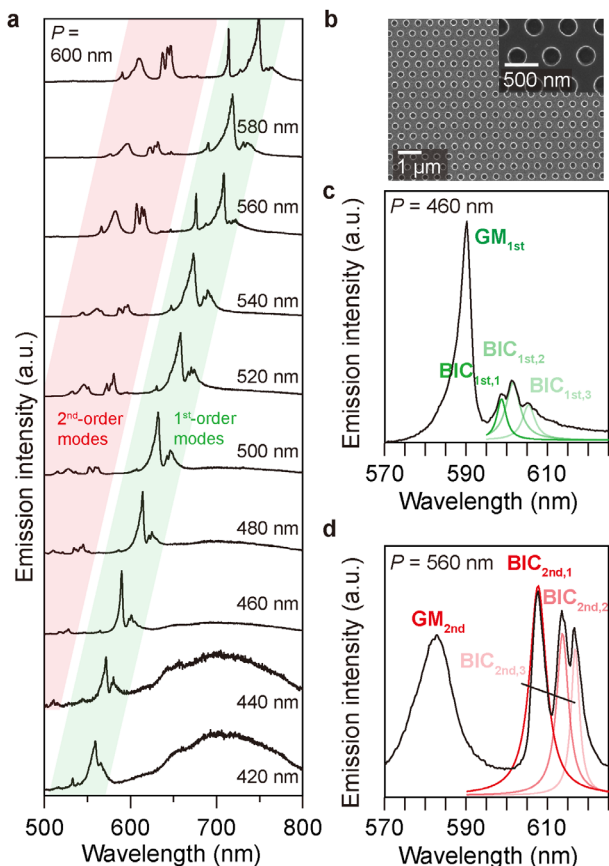 a
P =
600 nm
580 nm
560 nm
540 nm
520 nm
2nd-order
modes
1st-order
modes
500 nm
480 nm
460 nm
440 nm
420 nm
Emission intensity (a.u.)
500 600 700 800
Wavelength (nm)
b
500 nm
1 μm
c
P = 460 nm
GM1st
BIC1st,1
BIC1st,2
BIC1st,3
Emission intensity (a.u.)
570 590 610
Wavelength (nm)
d
P = 560 nm
BIC2nd,1
BIC2nd,2
GM2nd
BIC2nd,3
Emission intensity (a.u.)
570 590 610
Wavelength (nm)